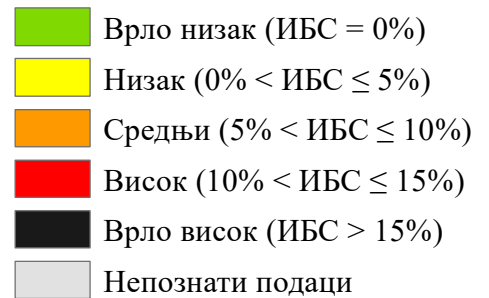 Врло низак (ИБС = 0%)
Низак (0% < ИБС ≤ 5%)
Средњи (5% < ИБС ≤ 10%)
Висок (10% < ИБС ≤ 15%)
Врло висок (ИБС > 15%)
Непознати подаци